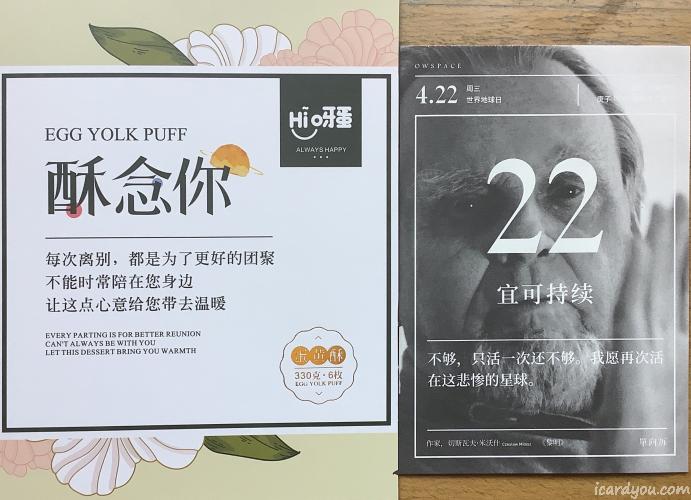 EGG YOLK PUFF
酥念你
每次离别，都是为了更好的团聚
不能时常陪在您身边
让这点心意给您带去温暖
EVERY PARTING IS FOR BETTER REUNION
CAN'T ALWAYS BE WITH YOU
LET THIS DESSERT BRING YOU WARMTH
Hi呀蛋
ALWAYS HAPPY
蛋黄酥
330克·6枚
EGG YOLK PUFF
OWSPACE
4.22 周三
世界地球日
庚子
22
宜可持续
不够，只活一次还不够。我愿再次活
在这悲惨的星球。
作家，切斯瓦夫·米沃什 Czeslaw Milosz 《黎明》 单向历
icardyou.com